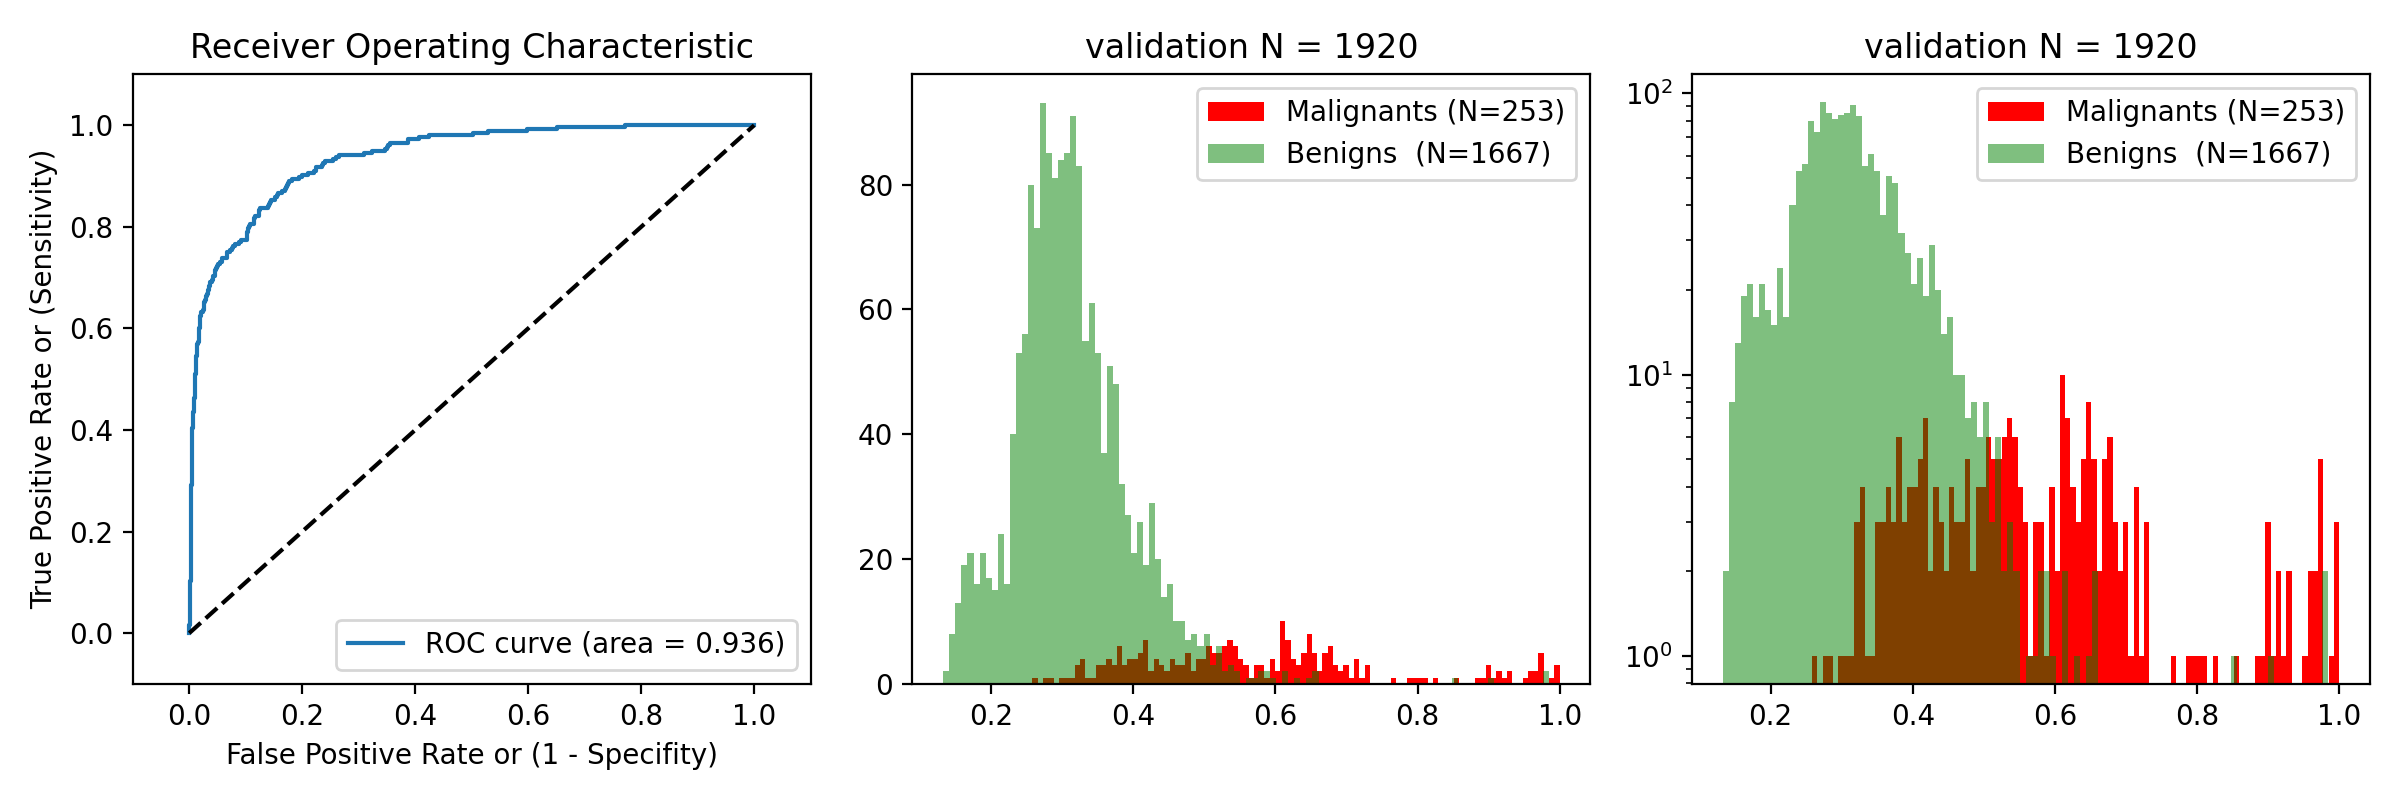 Receiver Operating Characteristic
True Positive Rate or (Sensitivity)
1.0
0.8
0.6
0.4
0.2
0.0
ROC curve (area = 0.936)
0.0 0.2 0.4 0.6 0.8 1.0
False Positive Rate or (1 - Specifity)
validation N = 1920
Malignants (N=253)
Benigns (N=1667)
80
60
40
20
0
0.2 0.4 0.6 0.8 1.0
validation N = 1920
Malignants (N=253)
Benigns (N=1667)
10²
10¹
10⁰
0.2 0.4 0.6 0.8 1.0